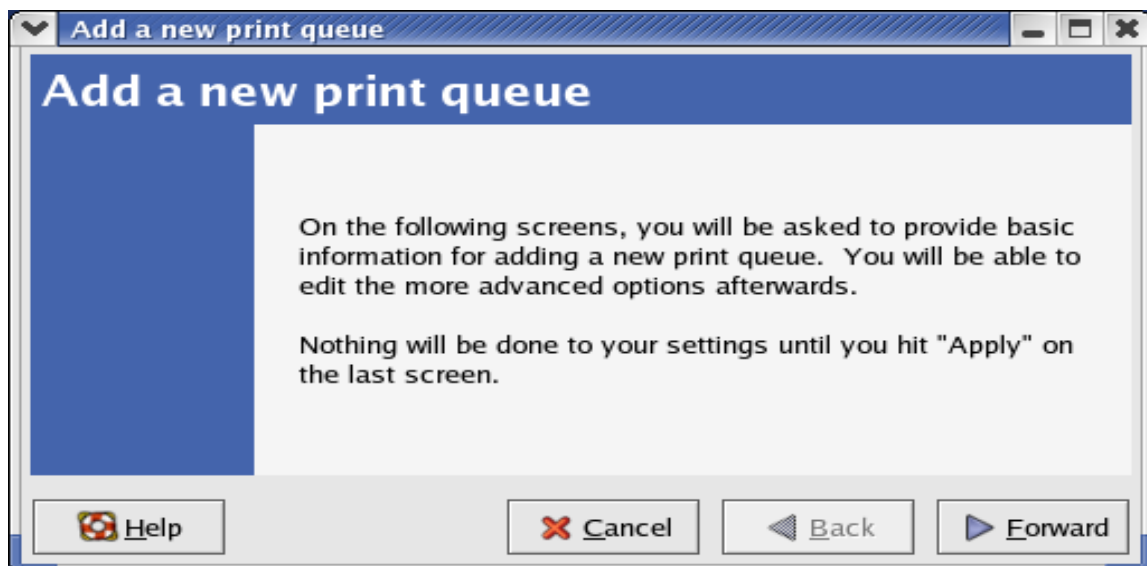 Add a new print queue
Add a new print queue
On the following screens, you will be asked to provide basic
information for adding a new print queue.  You will be able to
edit the more advanced options afterwards.
Nothing will be done to your settings until you hit "Apply" on
the last screen.
Help
Cancel
Back
Forward